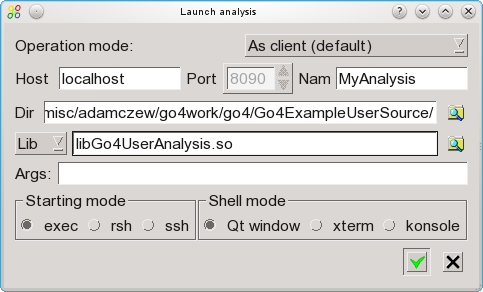 Launch analysis
Operation mode: As client (default)
Host localhost Port 8090 Nam MyAnalysis
Dir misc/adamczew/go4work/go4/Go4ExampleUserSource/
Lib libGo4UserAnalysis.so
Args:
Starting mode Shell mode
exec rsh ssh Qt window xterm konsole